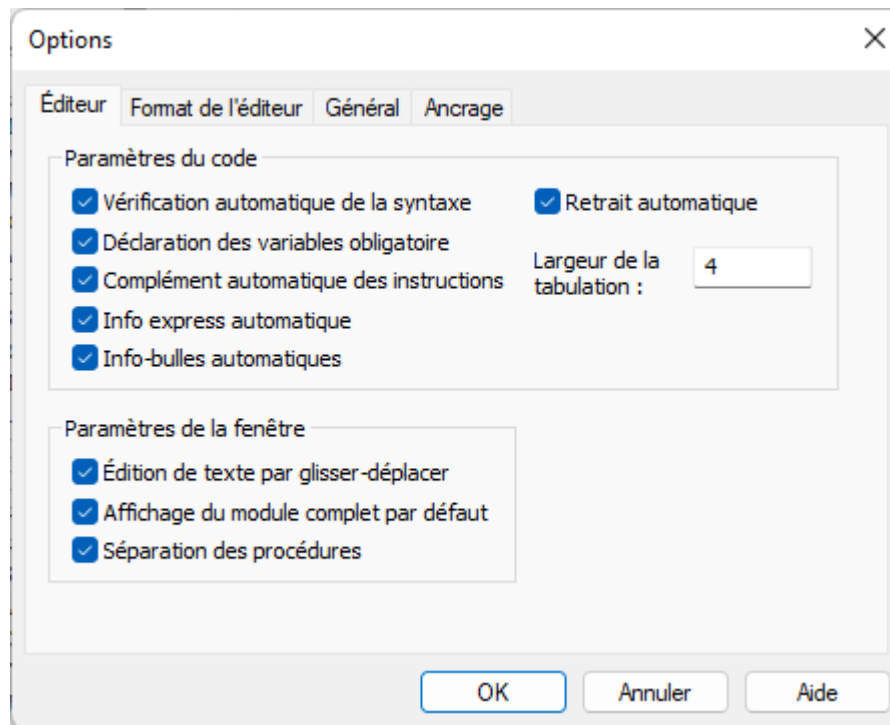 Options
Éditeur
Format de l'éditeur
Général
Ancrage
Paramètres du code
Vérification automatique de la syntaxe
Déclaration des variables obligatoire
Complément automatique des instructions
Info express automatique
Info-bulles automatiques
Retrait automatique
Largeur de la
tabulation :
4
Paramètres de la fenêtre
Édition de texte par glisser-déplacer
Affichage du module complet par défaut
Séparation des procédures
OK
Annuler
Aide